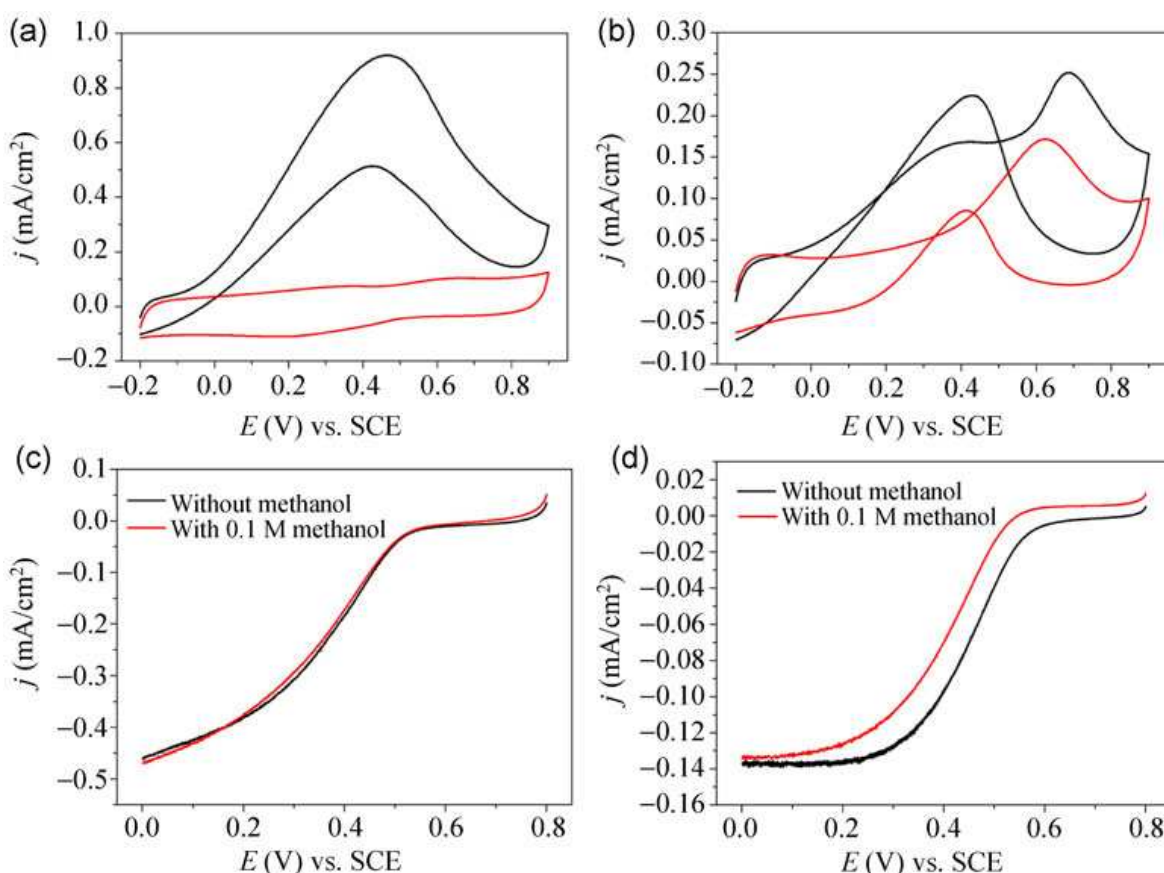 (a)
1.0
0.8
0.6
0.4
0.2
0.0
−0.2
j (mA/cm²)
−0.2 0.0 0.2 0.4 0.6 0.8
E (V) vs. SCE
(b)
0.30
0.25
0.20
0.15
0.10
0.05
0.00
−0.05
−0.10
j (mA/cm²)
−0.2 0.0 0.2 0.4 0.6 0.8
E (V) vs. SCE
(c)
0.1
0.0
−0.1
−0.2
−0.3
−0.4
−0.5
j (mA/cm²)
Without methanol
With 0.1 M methanol
0.0 0.2 0.4 0.6 0.8
E (V) vs. SCE
(d)
0.02
0.00
−0.02
−0.04
−0.06
−0.08
−0.10
−0.12
−0.14
−0.16
j (mA/cm²)
Without methanol
With 0.1 M methanol
0.0 0.2 0.4 0.6 0.8
E (V) vs. SCE